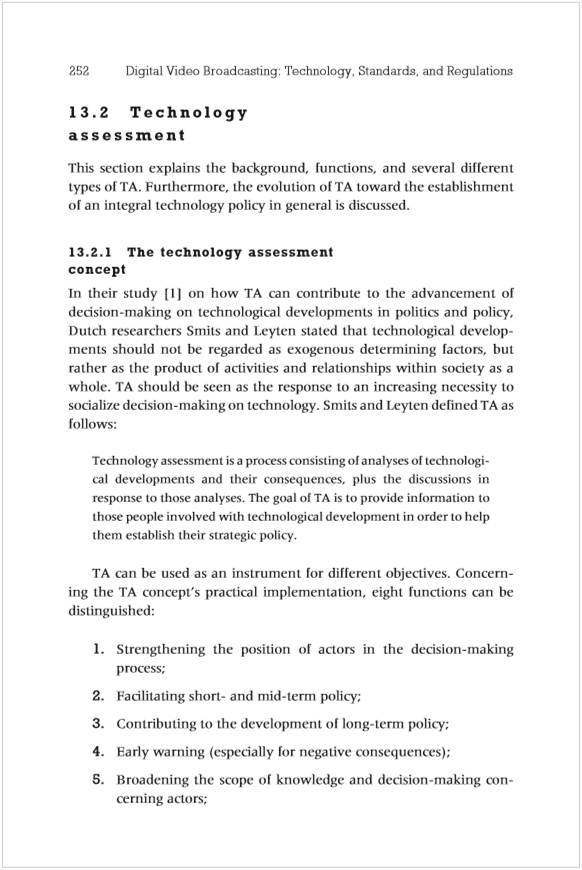 252 Digital Video Broadcasting: Technology, Standards, and Regulations
13.2 Technology
assessment
This section explains the background, functions, and several different
types of TA. Furthermore, the evolution of TA toward the establishment
of an integral technology policy in general is discussed.
13.2.1 The technology assessment
concept
In their study [1] on how TA can contribute to the advancement of
decision-making on technological developments in politics and policy,
Dutch researchers Smits and Leyten stated that technological develop-
ments should not be regarded as exogenous determining factors, but
rather as the product of activities and relationships within society as a
whole. TA should be seen as the response to an increasing necessity to
socialize decision-making on technology. Smits and Leyten defined TA as
follows:
Technology assessment is a process consisting of analyses of technologi-
cal developments and their consequences, plus the discussions in
response to those analyses. The goal of TA is to provide information to
those people involved with technological development in order to help
them establish their strategic policy.
TA can be used as an instrument for different objectives. Concern-
ing the TA concept's practical implementation, eight functions can be
distinguished:
1. Strengthening the position of actors in the decision-making
process;
2. Facilitating short- and mid-term policy;
3. Contributing to the development of long-term policy;
4. Early warning (especially for negative consequences);
5. Broadening the scope of knowledge and decision-making con-
cerning actors;